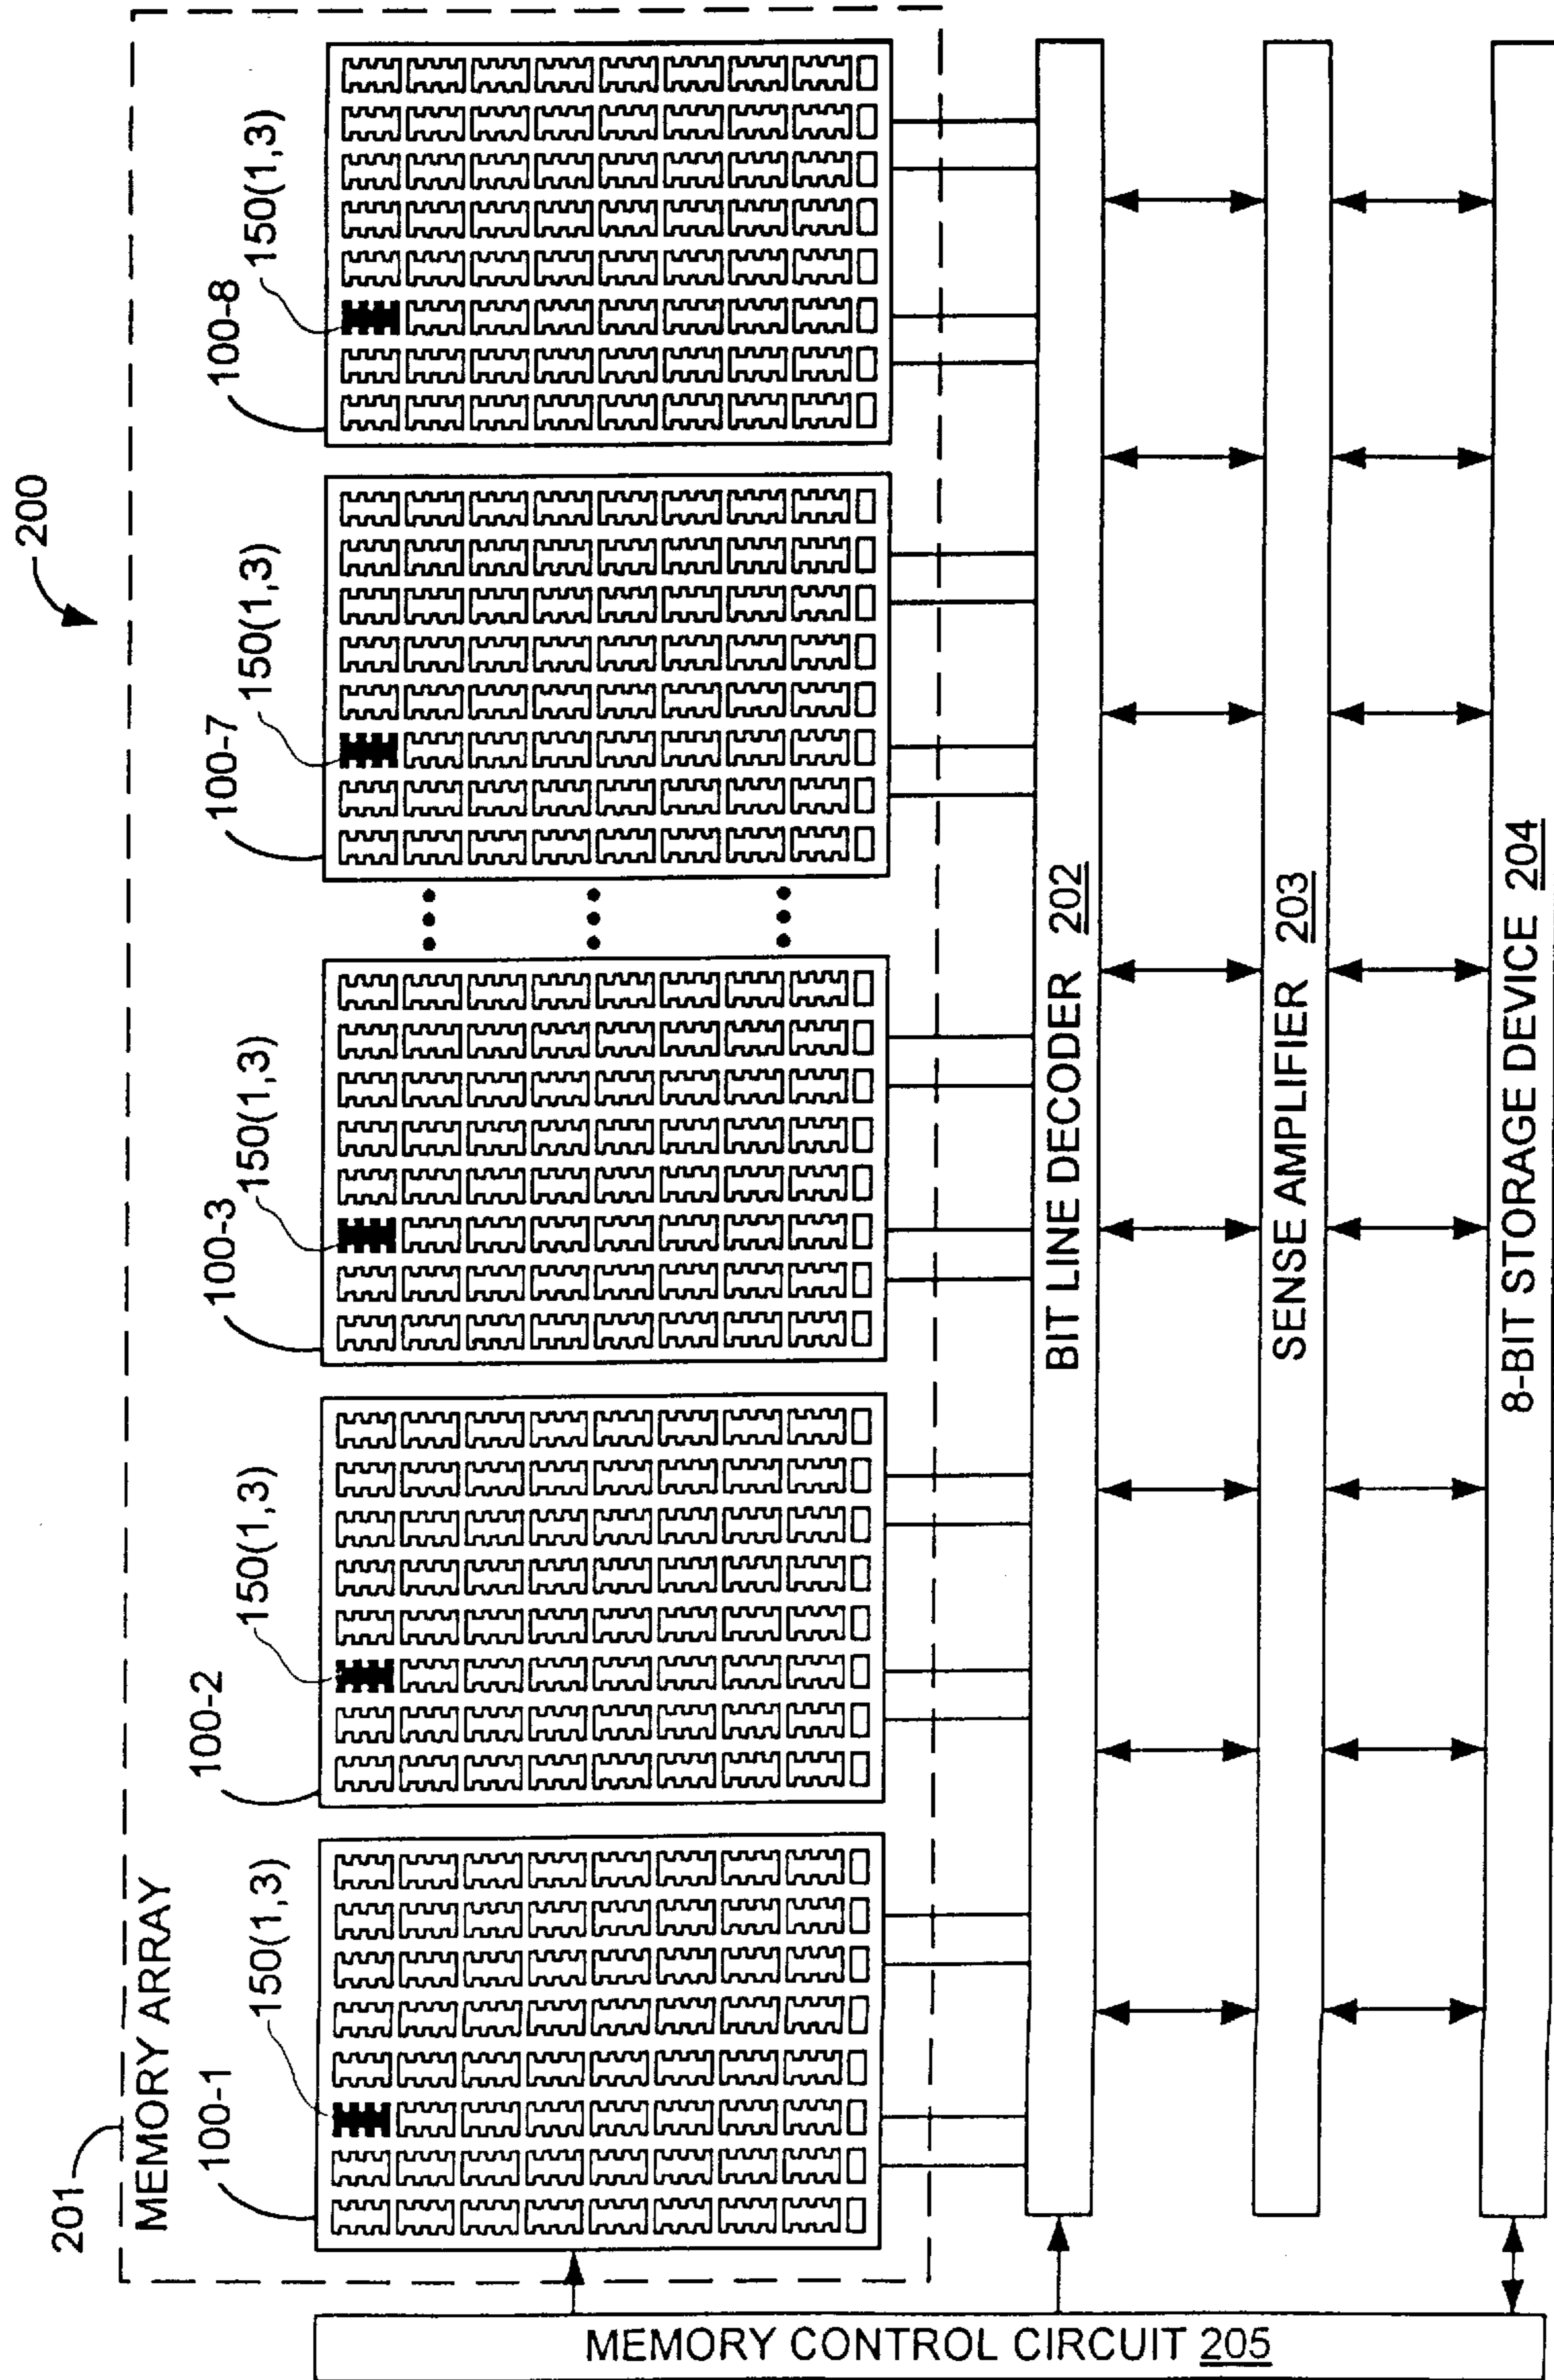 200
201
MEMORY ARRAY
100-1
150(1,3)
100-2
150(1,3)
100-3
150(1,3)
100-7
150(1,3)
100-8
150(1,3)
BIT LINE DECODER 202
SENSE AMPLIFIER 203
8-BIT STORAGE DEVICE 204
MEMORY CONTROL CIRCUIT 205